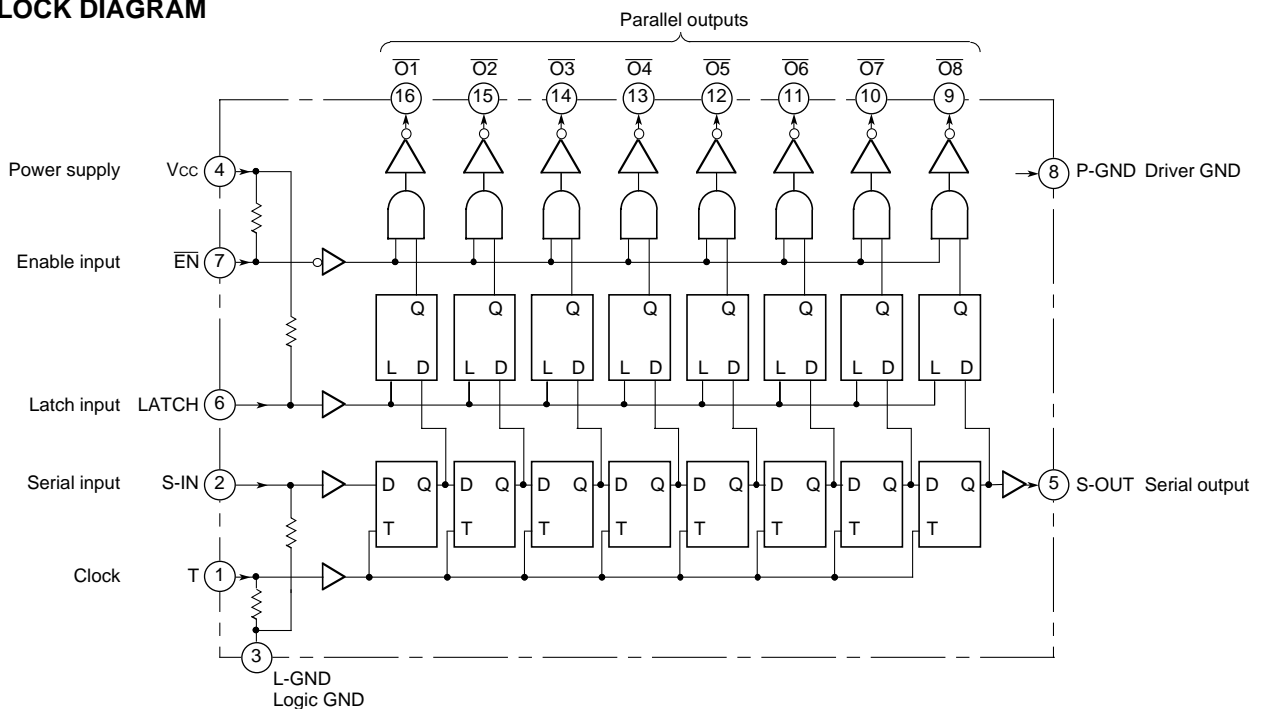 LOCK DIAGRAM
Parallel outputs
O1 O2 O3 O4 O5 O6 O7 O8
16 15 14 13 12 11 10 9
Power supply Vcc 4
8 P-GND Driver GND
Enable input EN 7
Q Q Q Q Q Q Q Q
L D L D L D L D L D L D L D L D
Latch input LATCH 6
Serial input S-IN 2
D Q D Q D Q D Q D Q D Q D Q D Q
5 S-OUT Serial output
T T T T T T T T
Clock T 1
3
L-GND
Logic GND